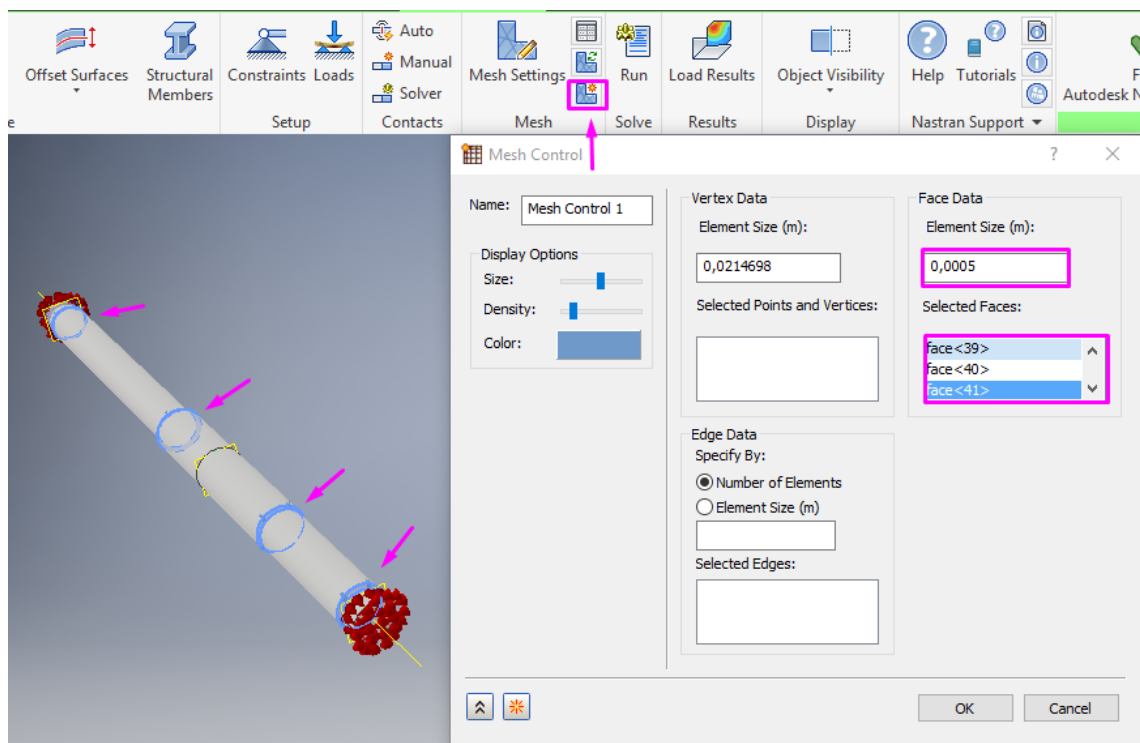 Offset Surfaces
Structural
Members
Constraints
Loads
Auto
Manual
Solver
Mesh Settings
Run
Load Results
Object Visibility
Help
Tutorials
Autodesk N
e
Setup
Contacts
Mesh
Solve
Results
Display
Nastran Support
Mesh Control
?
Name:
Mesh Control 1
Display Options
Size:
Density:
Color:
Vertex Data
Element Size (m):
0,0214698
Selected Points and Vertices:
Edge Data
Specify By:
Number of Elements
Element Size (m)
Selected Edges:
Face Data
Element Size (m):
0,0005
Selected Faces:
face<39>
face<40>
face<41>
OK
Cancel